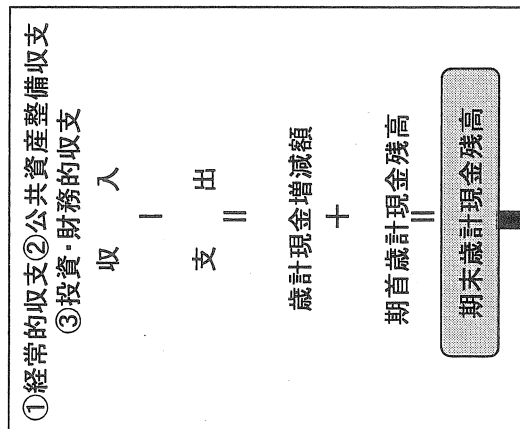 ①経常的収支②公共資産整備収支
③投資・財務的収支
収　入
－
支　出
＝
歳計現金増減額
＋
期首歳計現金残高
＝
期末歳計現金残高